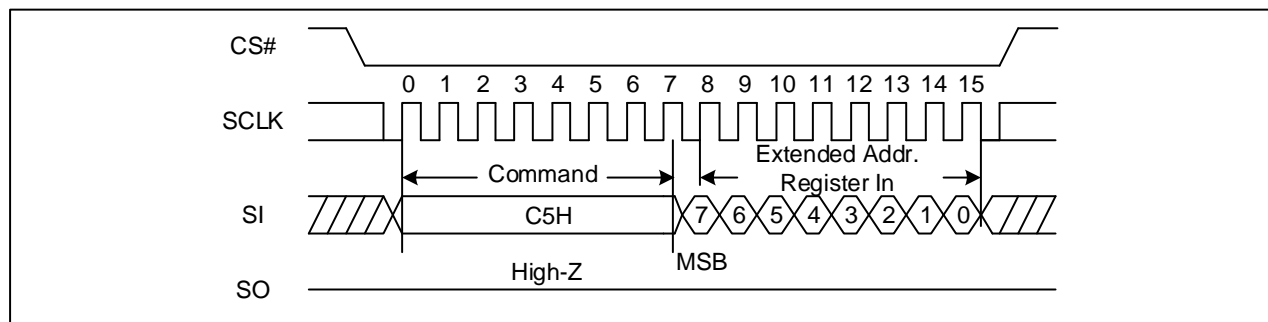 CS#
0 1 2 3 4 5 6 7 8 9 10 11 12 13 14 15
SCLK
Command
Extended Addr.
Register In
SI
C5H
7 6 5 4 3 2 1 0
MSB
High-Z
SO